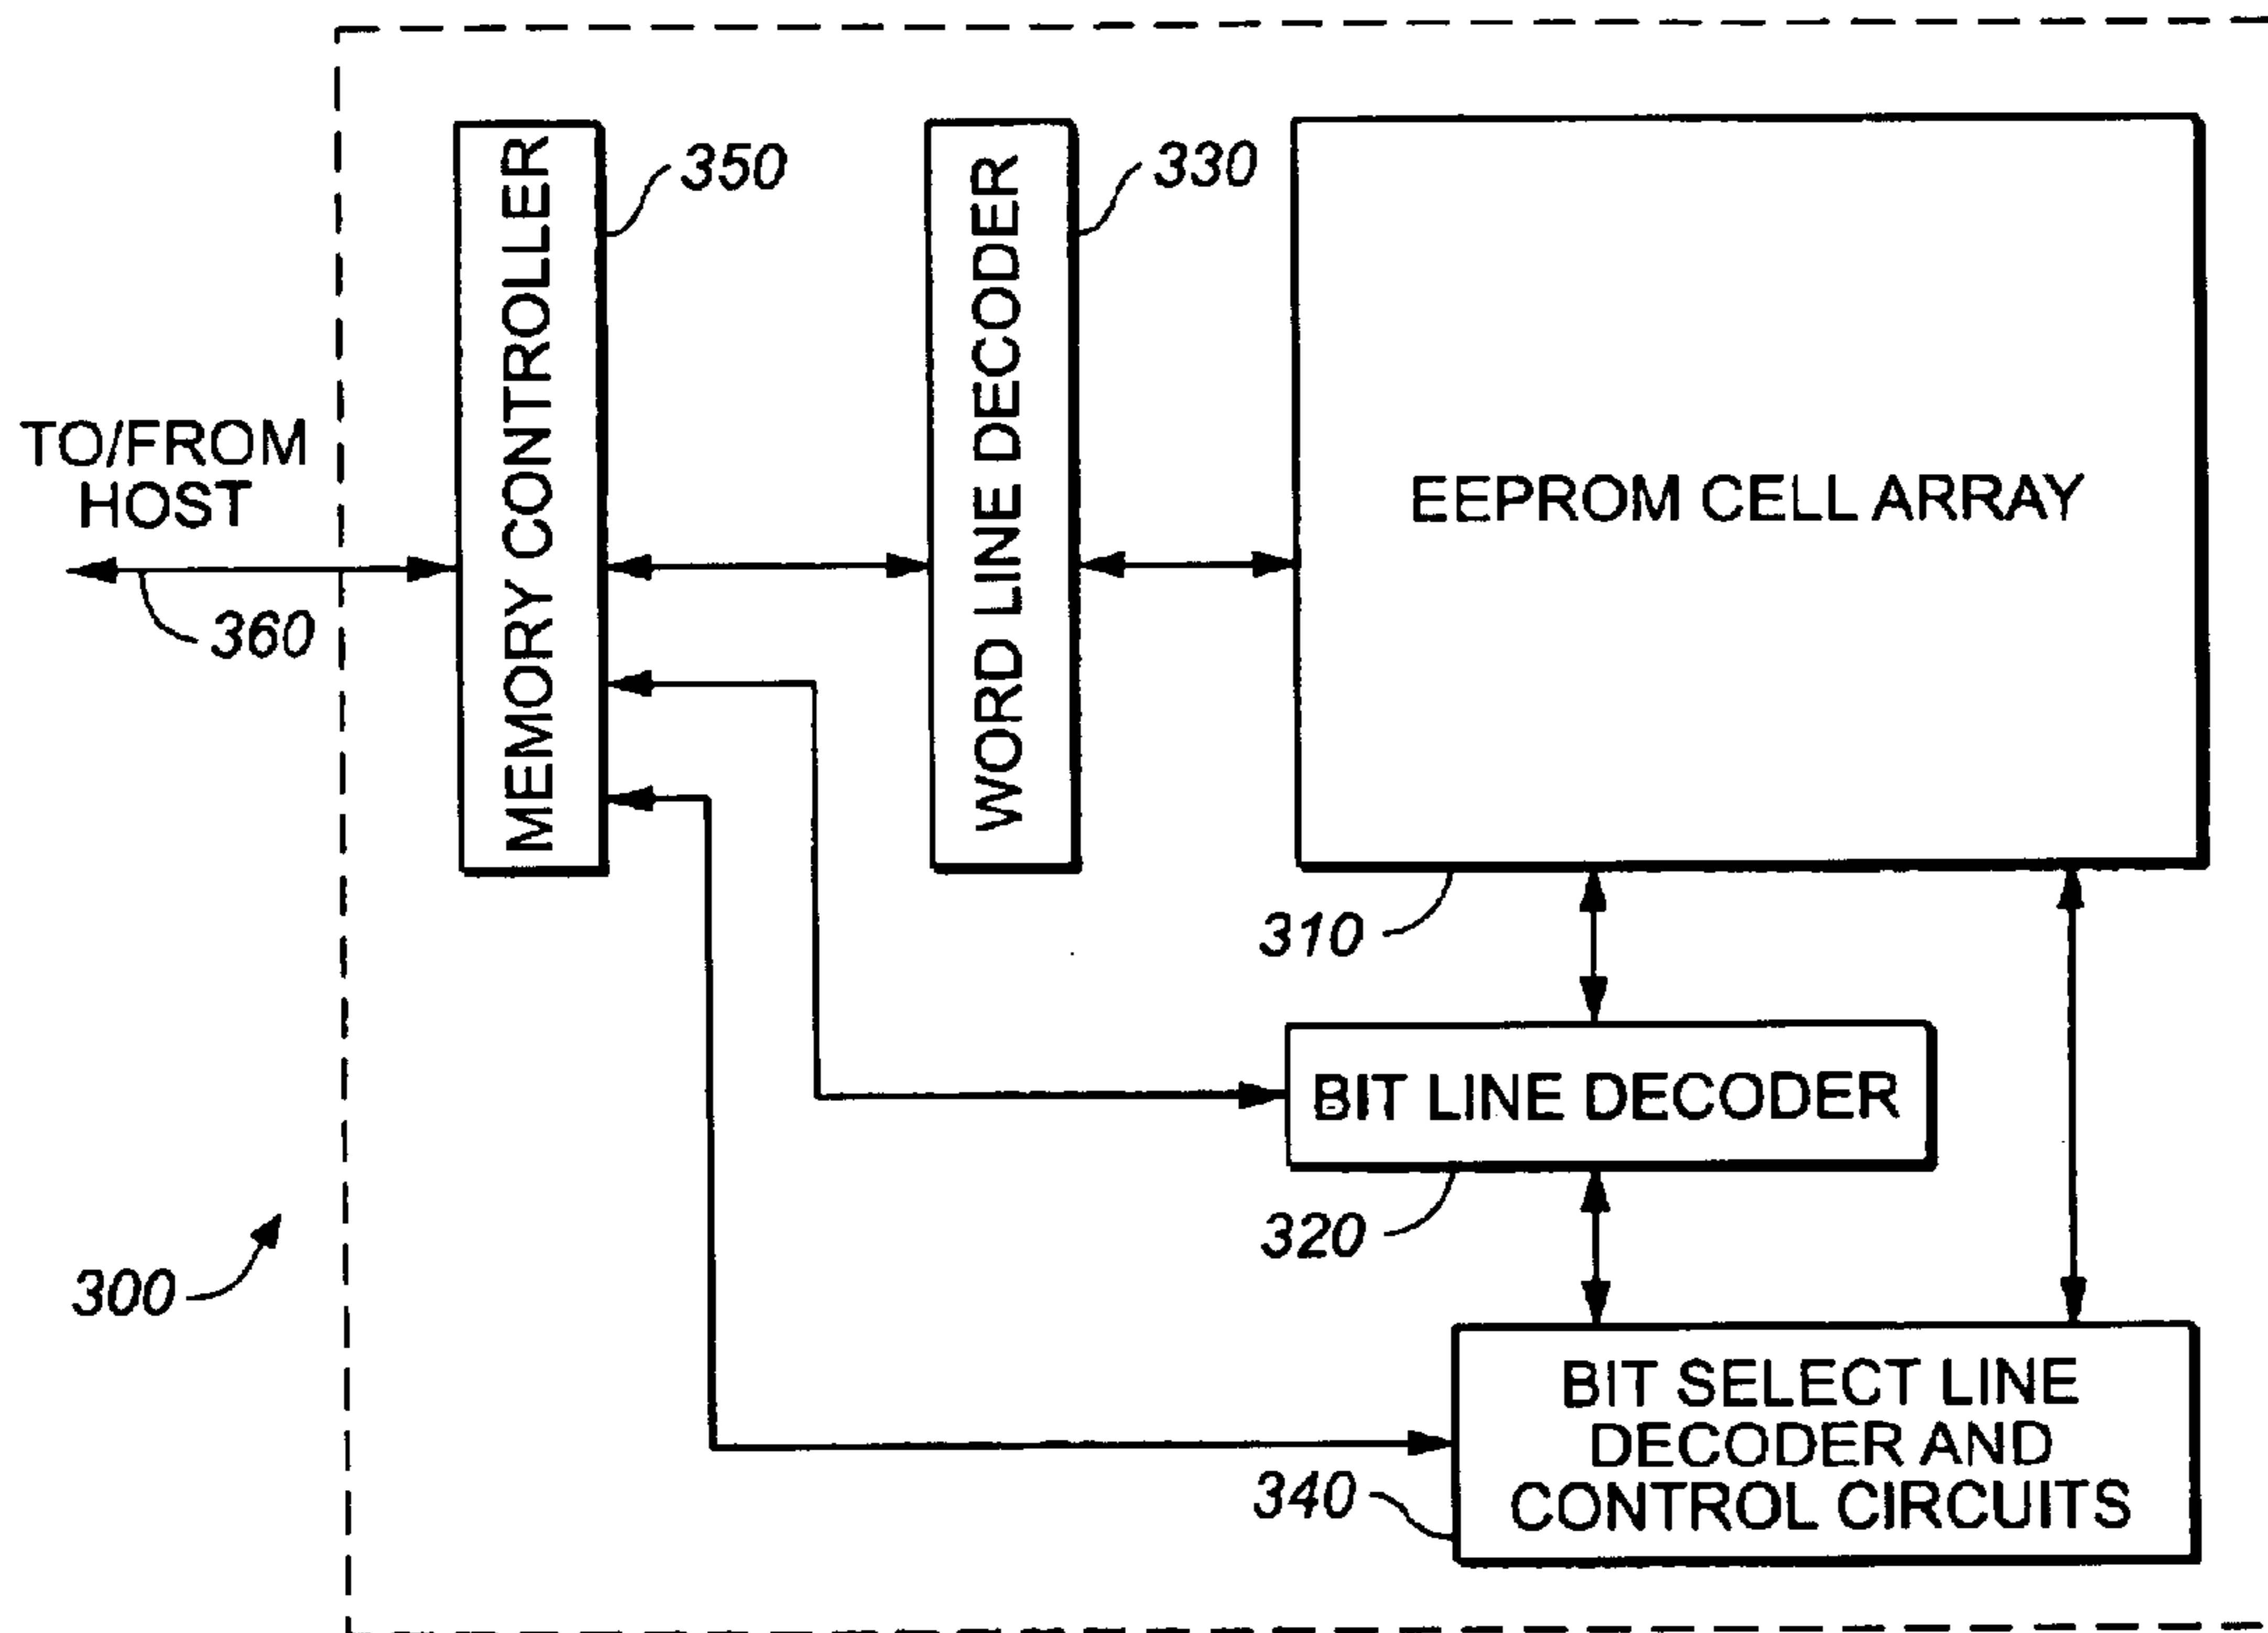 MEMORY CONTROLLER
350
WORD LINE DECODER
330
EEPROM CELL ARRAY
TO/FROM
HOST
360
310
BIT LINE DECODER
320
300
BIT SELECT LINE
DECODER AND
CONTROL CIRCUITS
340